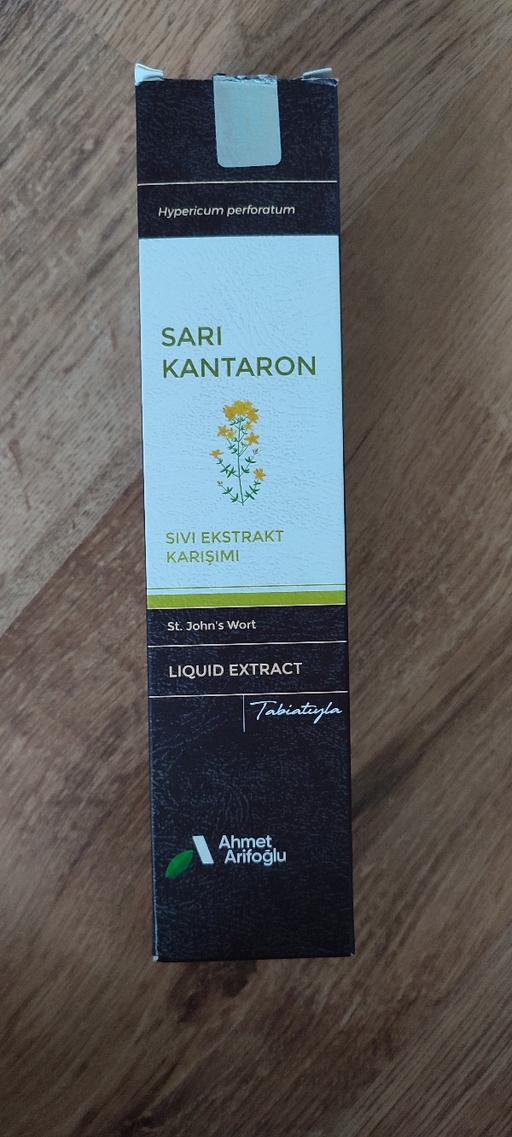 Hypericum perforatum
SARI
KANTARON
SIVI EKSTRAKT
KARIŞIMI
St. John's Wort
LIQUID EXTRACT
Tabiatıyla
Ahmet
Arifoğlu